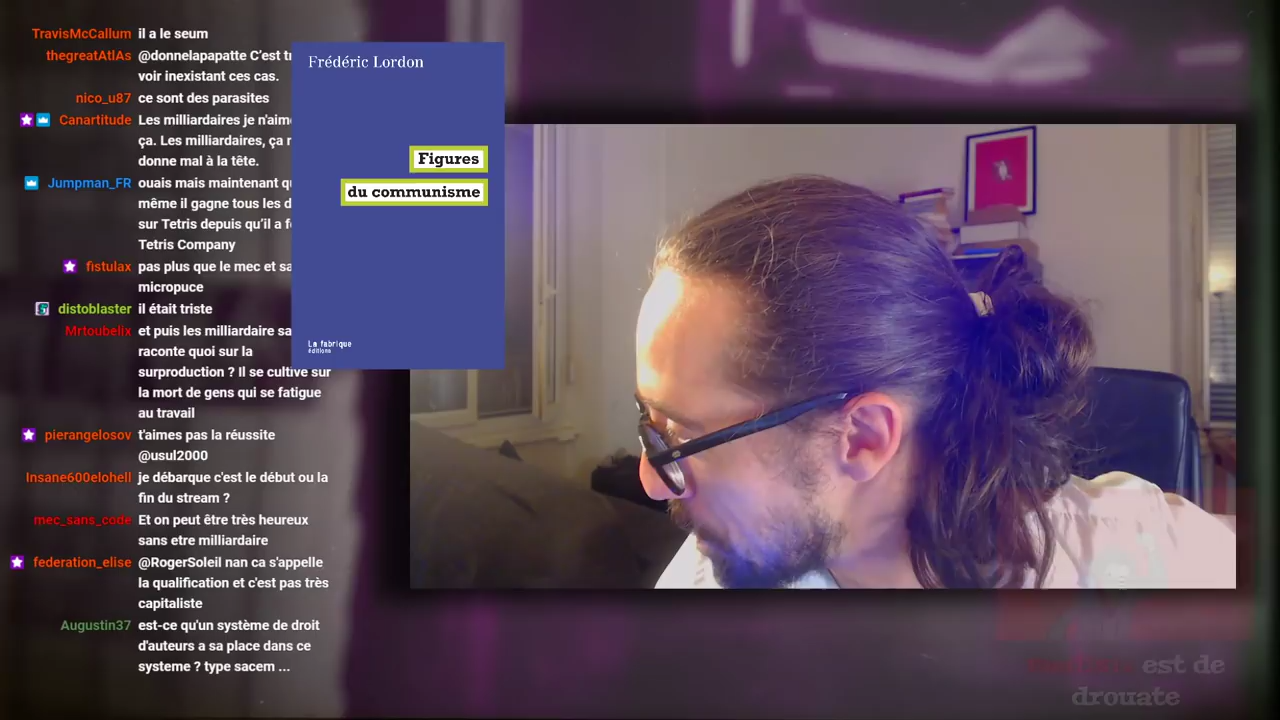 TravisMcCallum il a le seum
thegreatAtlAs @donnelapapatte C'est
voir inexistant ces cas.
nico_u87 ce sont des parasites
Canartitude Les milliardaires je
ça. Les milliardaires, ça
donne mal à la tête.
Jumpman_FR ouais mais maintenant
même il gagne tous les
sur Tetris depuis qu'il a
Tetris Company
fistulax pas plus que le mec et
micropuce
distoblaster il était triste
Mrtoubelix et puis les milliardaire
raconte quoi sur la
surproduction ? Il se cultive sur
la mort de gens qui se fatigue
au travail
pierangelosov t'aimes pas la réussite
@usul2000
Insane600elohell je débarque c'est le début ou la
fin du stream ?
mec_sans_code Et on peut être très heureux
sans etre milliardaire
federation_elise @RogerSoleil nan ca s'appelle
la qualification et c'est pas très
capitaliste
Augustin37 est-ce qu'un système de droit
d'auteurs a sa place dans ce
systeme ? type sacem ...
Frédéric Lordon
Figures
du communisme
La fabrique
éditions
est de
drouate